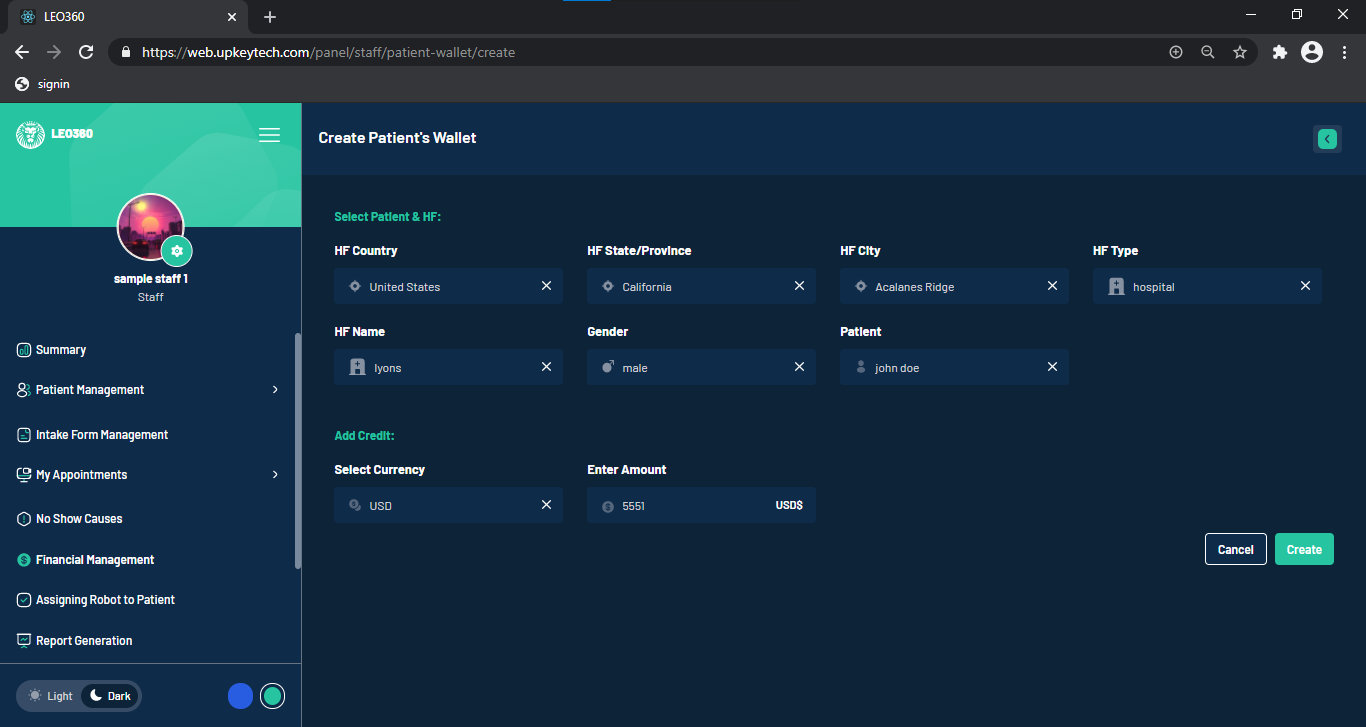 LEO360
https://web.upkeytech.com/panel/staff/patient-wallet/create
signin
LEO360
sample staff 1
Staff
Summary
Patient Management
Intake Form Management
My Appointments
No Show Causes
Financial Management
Assigning Robot to Patient
Report Generation
Light Dark
Create Patient's Wallet
Select Patient & HF:
HF Country HF State/Province HF City HF Type
United States California Acalanes Ridge hospital
HF Name Gender Patient
lyons male john doe
Add Credit:
Select Currency Enter Amount
USD 5551 USD$
Cancel Create